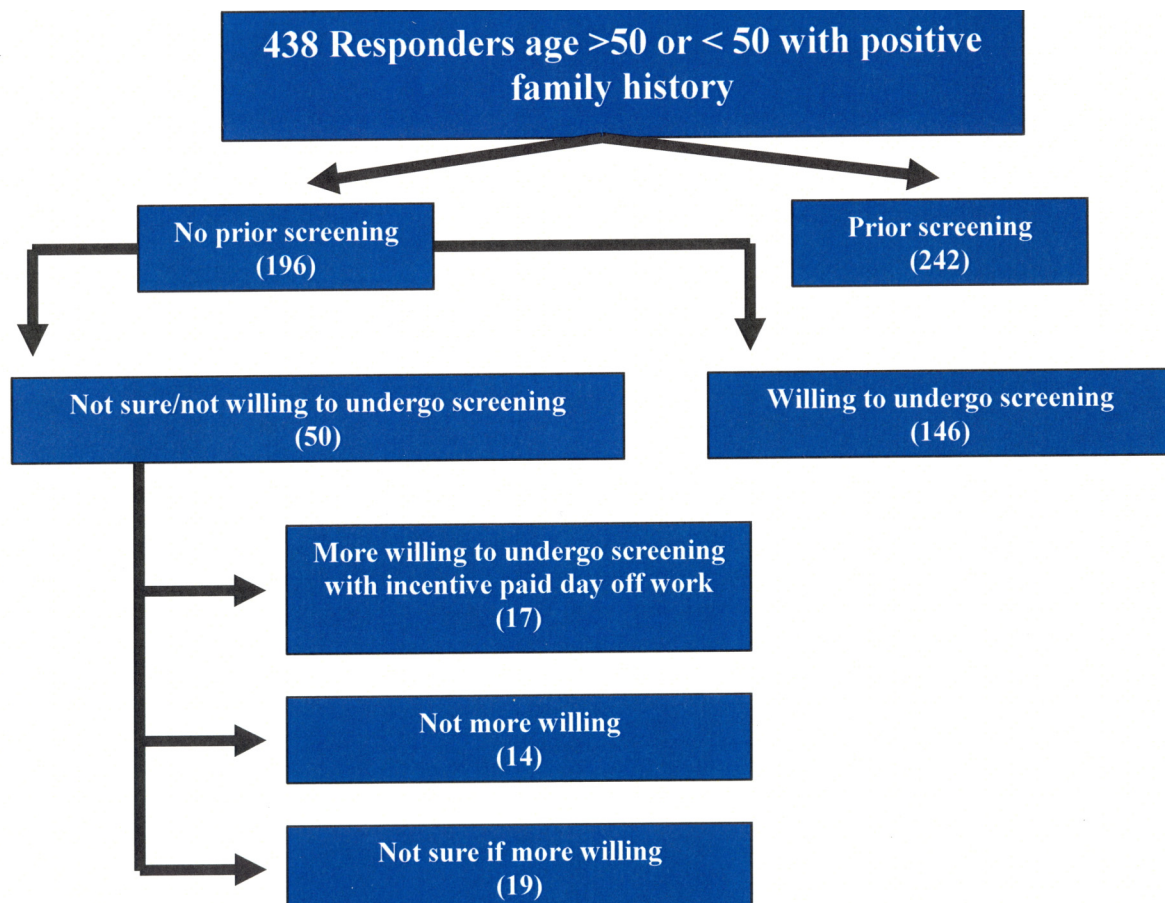 438 Responders age >50 or < 50 with positive
family history
No prior screening
(196)
Prior screening
(242)
Not sure/not willing to undergo screening
(50)
Willing to undergo screening
(146)
More willing to undergo screening
with incentive paid day off work
(17)
Not more willing
(14)
Not sure if more willing
(19)